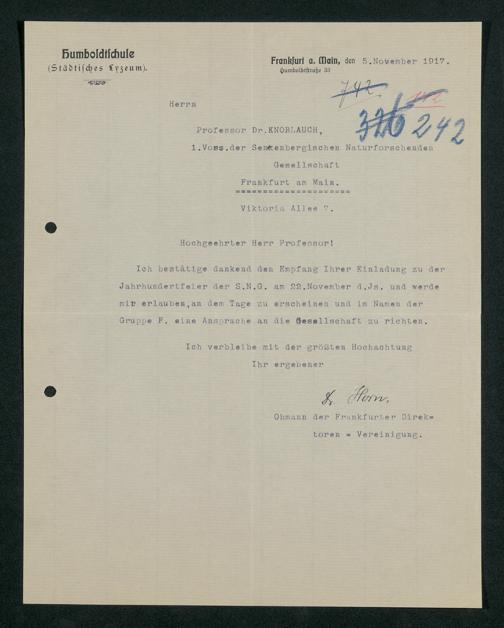 Humboldtschule
(Städtisches Lyzeum).
Frankfurt a. Main, den 5.November 1917.
Humboldtstraße
742
326 242
Herrn
Professor Dr.KNOBLAUCH,
1.Vors.der Senkenbergischen Naturforschenden
Gesellschaft
Frankfurt am Main.
====================
Viktoria Allee 7.
Hochgeehrter Herr Professor!
Ich bestätige dankend den Empfang Ihrer Einladung zu der
Jahrhundertfeier der S.N.G. am 22.November d.Js. und werde
mir erlauben,an dem Tage zu erscheinen und im Namen der
Gruppe F. eine Ansprache an die Gesellschaft zu richten.
Ich verbleibe mit der größten Hochachtung
Ihr ergebener
Dr. Horn.
Obmann der Frankfurter Direk=
toren = Vereinigung.